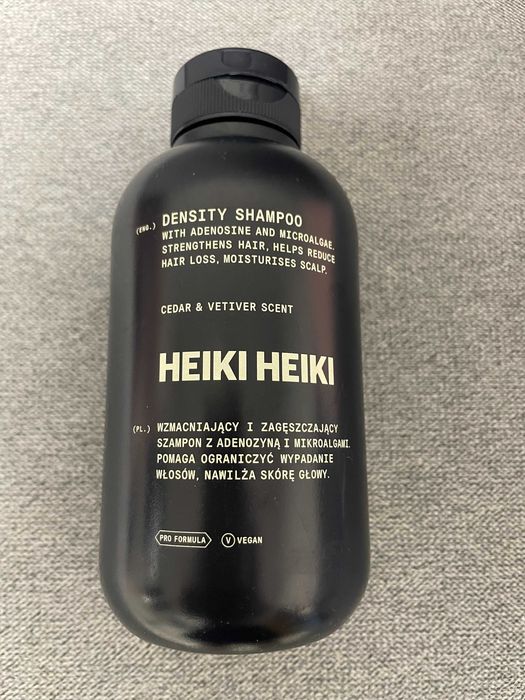 (ENG.) DENSITY SHAMPOO
WITH ADENOSINE AND MICROALGAE.
STRENGTHENS HAIR, HELPS REDUCE
HAIR LOSS, MOISTURISES SCALP.
CEDAR & VETIVER SCENT
HEIKI HEIKI
(PL.) WZMACNIAJĄCY I ZAGĘSZCZAJĄCY
SZAMPON Z ADENOZYNĄ I MIKROALGAMI.
POMAGA OGRANICZYĆ WYPADANIE
WŁOSÓW, NAWILŻA SKÓRĘ GŁOWY.
PRO FORMULA V VEGAN